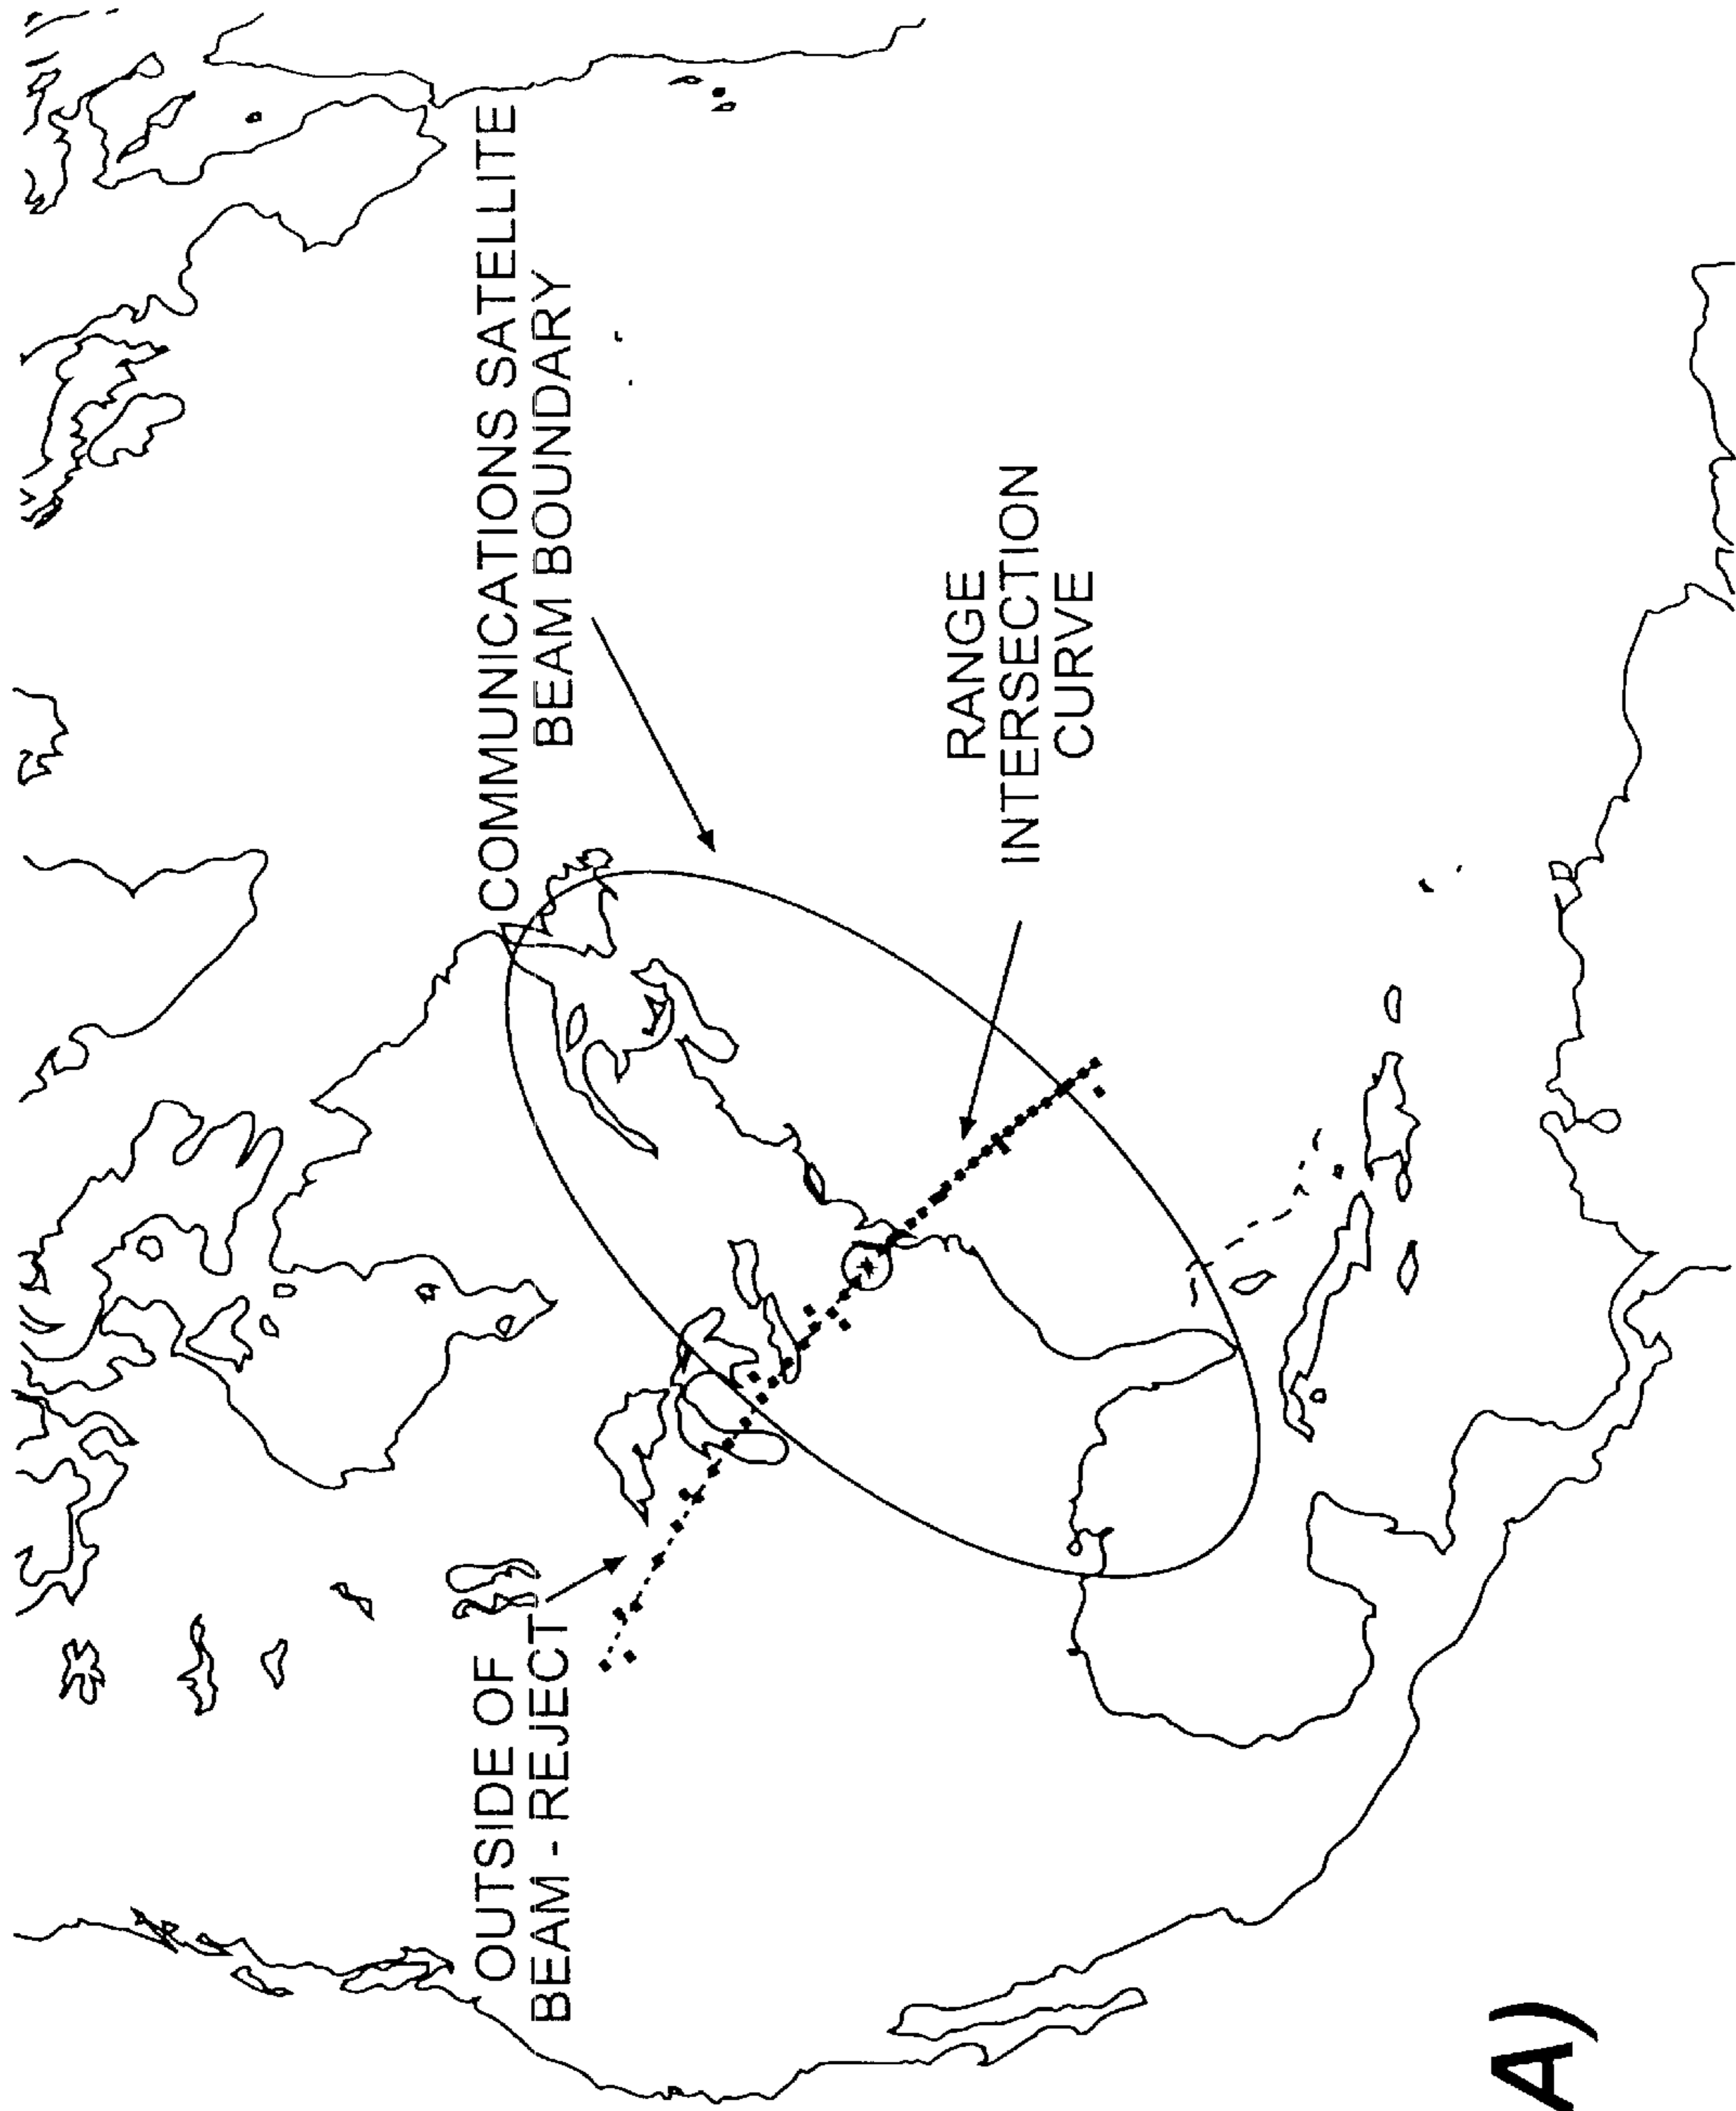 OUTSIDE OF
BEAM - REJECT
COMMUNICATIONS SATELLITE
BEAM BOUNDARY
RANGE
INTERSECTION
CURVE
A)